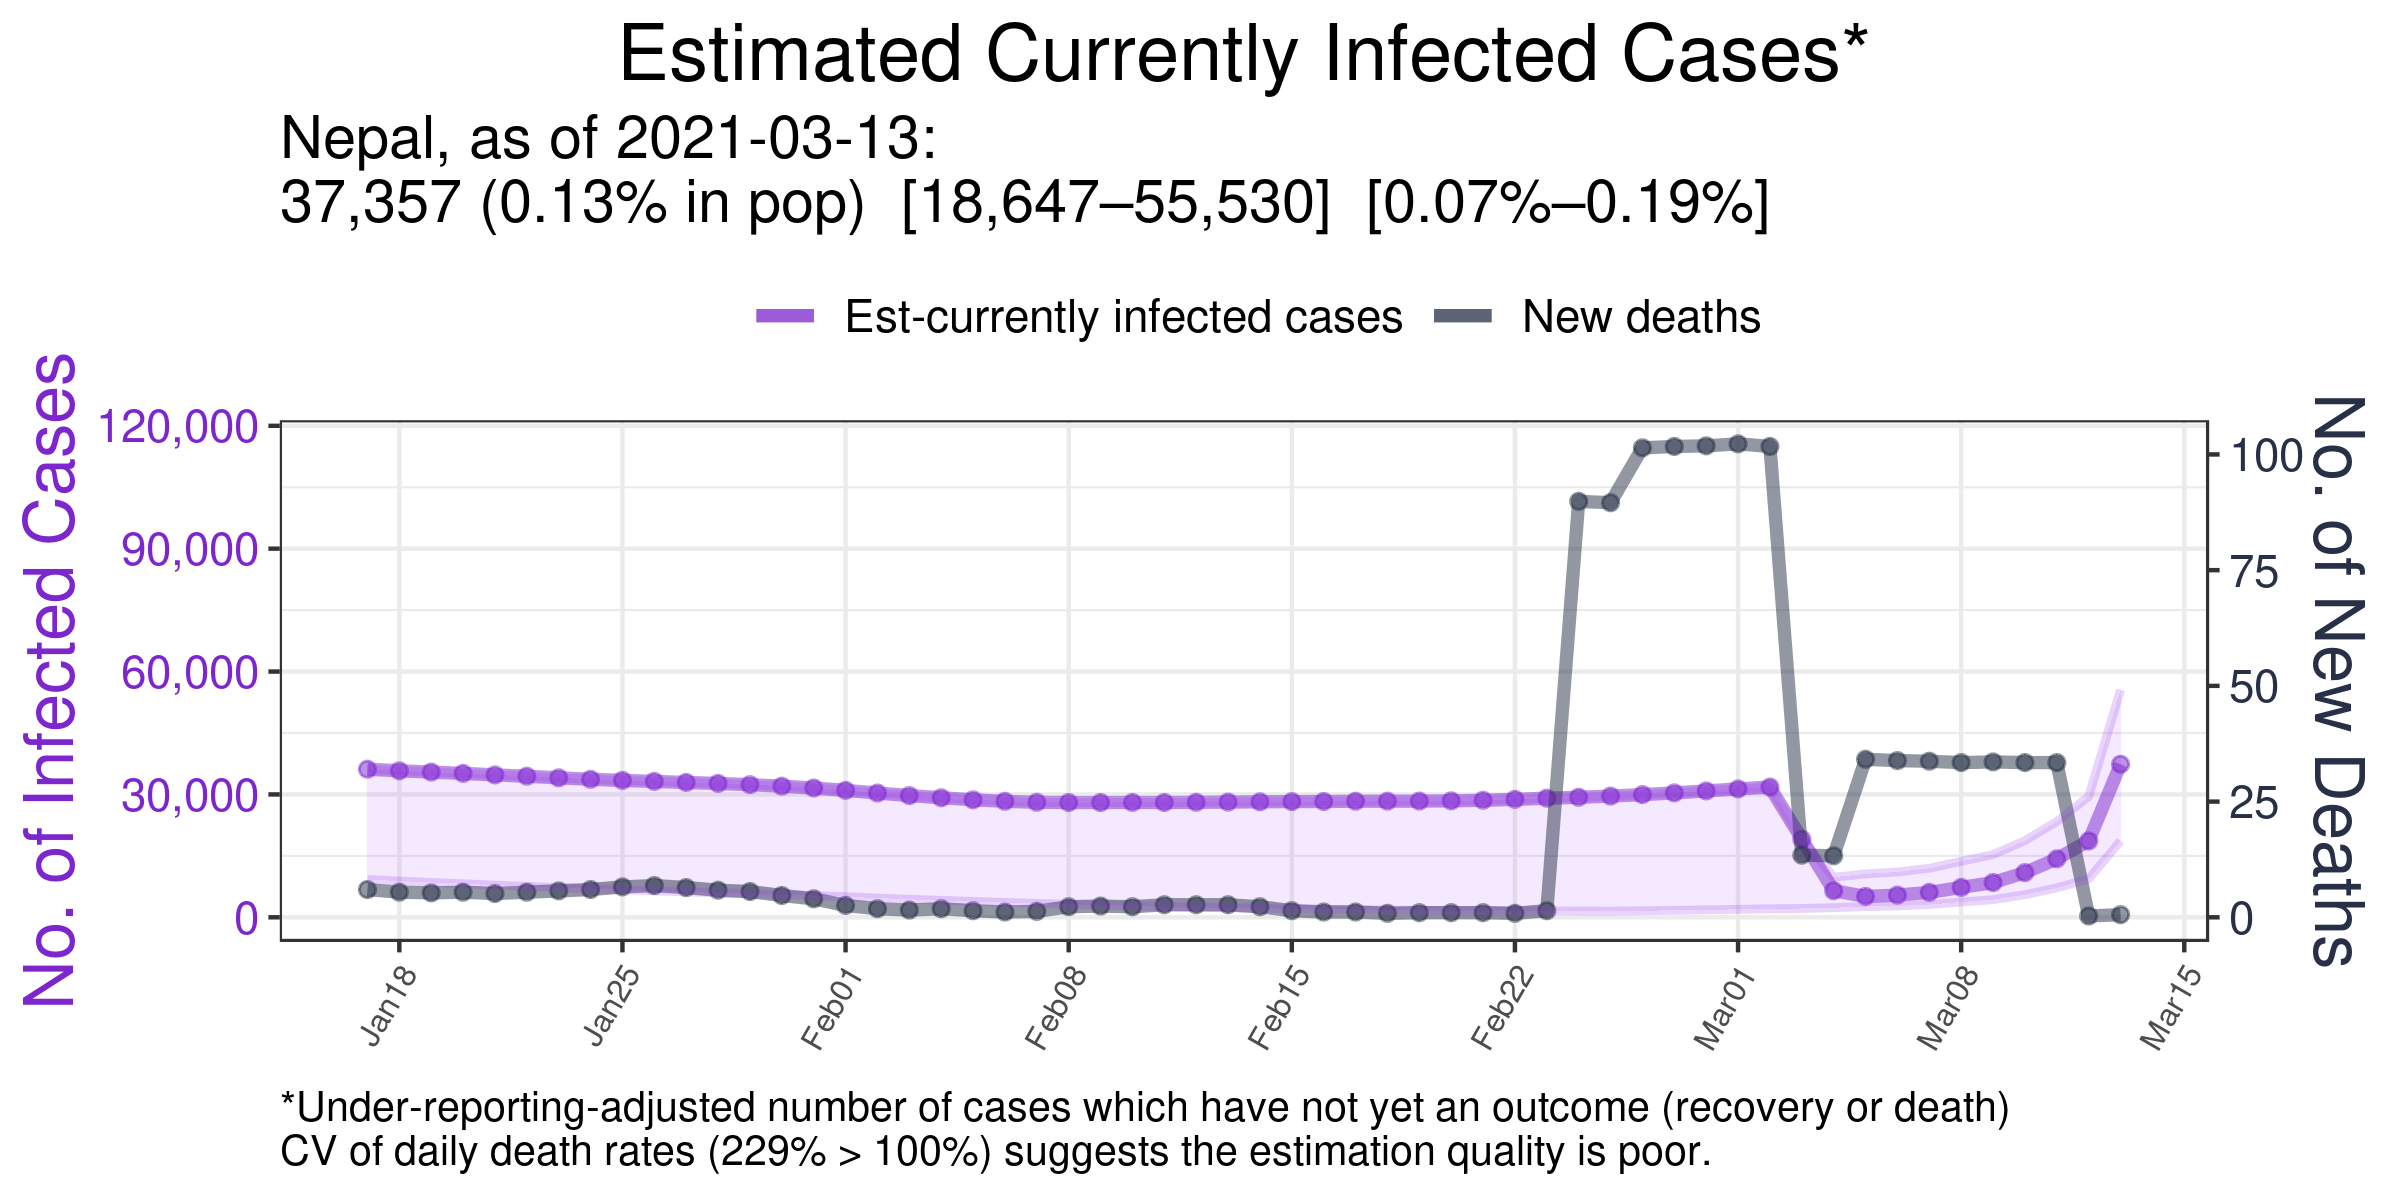 Estimated Currently Infected Cases*
Nepal, as of 2021-03-13:
37,357 (0.13% in pop) [18,647–55,530] [0.07%–0.19%]
Est-currently infected cases New deaths
No. of Infected Cases
120,000
90,000
60,000
30,000
0
100
75
50
25
0
No. of New Deaths
Jan18 Jan25 Feb01 Feb08 Feb15 Feb22 Mar01 Mar08 Mar15
*Under-reporting-adjusted number of cases which have not yet an outcome (recovery or death)
CV of daily death rates (229% > 100%) suggests the estimation quality is poor.